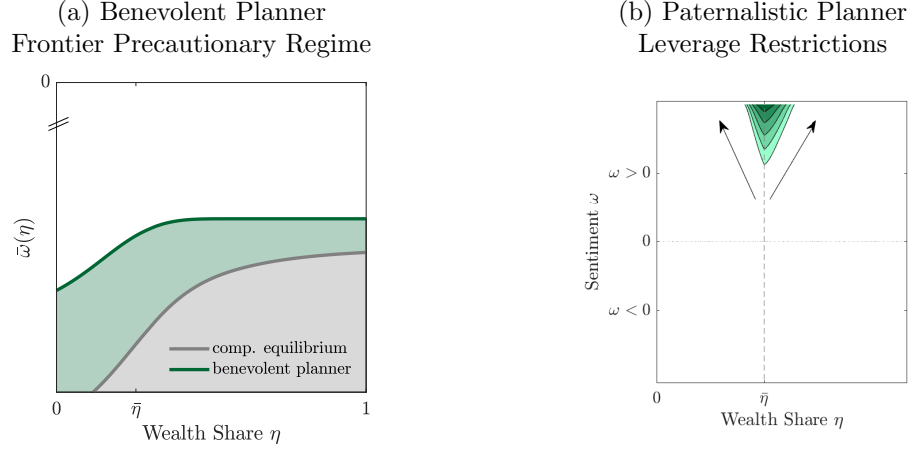 (a) Benevolent Planner
Frontier Precautionary Regime
0
ω̄(η)
comp. equilibrium
benevolent planner
0
η̄
1
Wealth Share η
(b) Paternalistic Planner
Leverage Restrictions
Sentiment ω
ω > 0
0
ω < 0
0
η̄
Wealth Share η